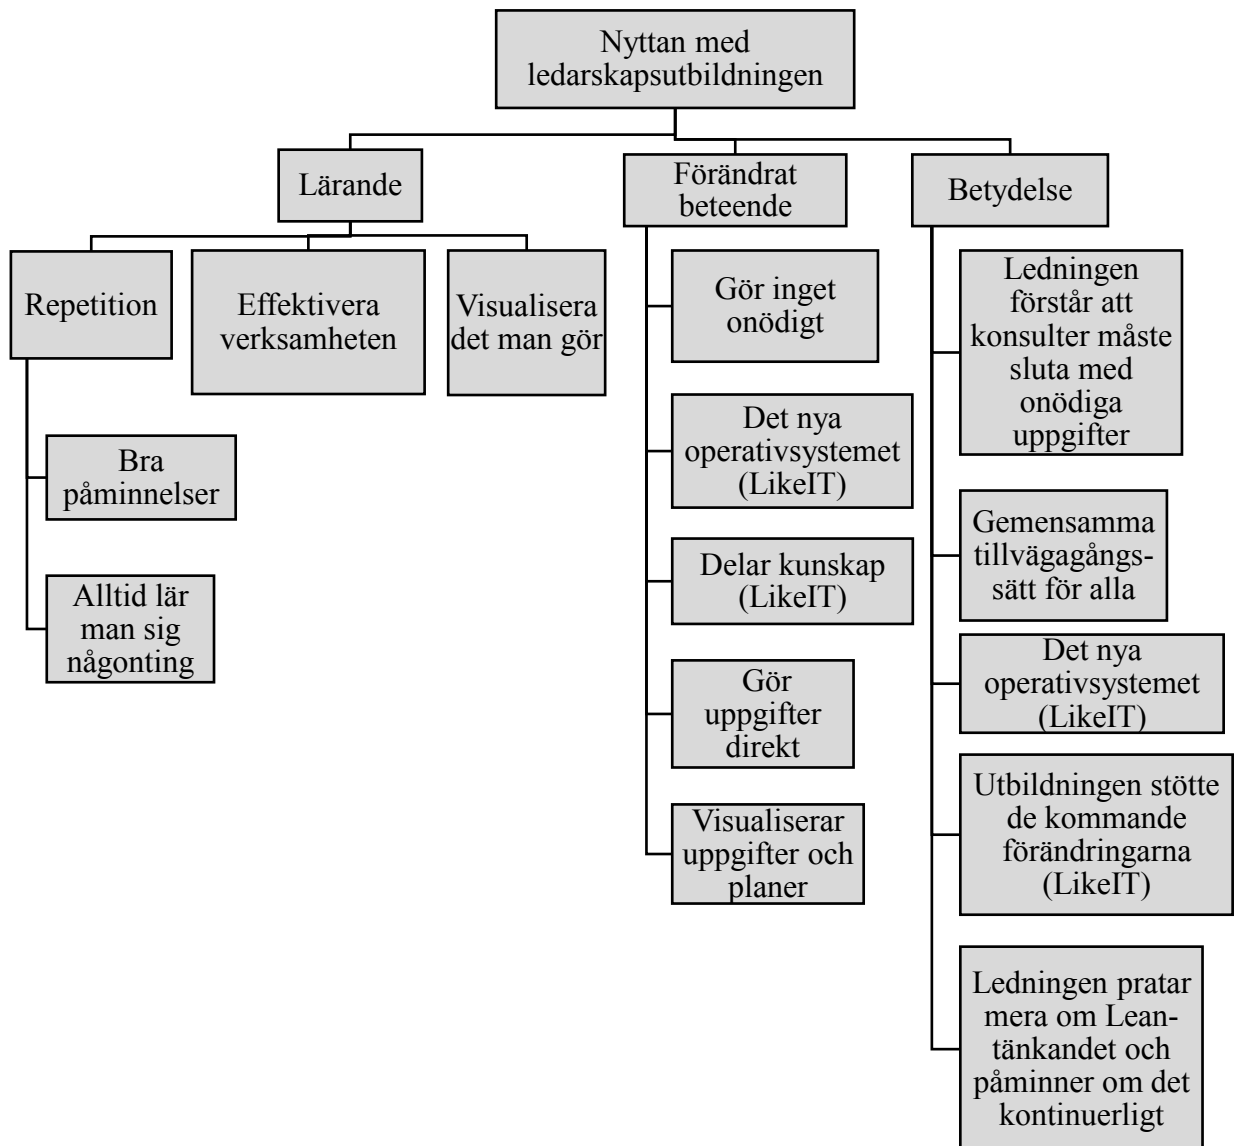 Nyttan med
ledarskapsutbildningen
Lärande
Förändrat
beteende
Betydelse
Repetition
Effektivera
verksamheten
Visualisera
det man gör
Bra
påminnelser
Alltid lär
man sig
någonting
Gör inget
onödigt
Det nya
operativsystemet
(LikeIT)
Delar kunskap
(LikeIT)
Gör
uppgifter
direkt
Visualiserar
uppgifter och
planer
Ledningen
förstår att
konsulter måste
sluta med
onödiga
uppgifter
Gemensamma
tillvägagångs-
sätt för alla
Det nya
operativsystemet
(LikeIT)
Utbildningen stötte
de kommande
förändringarna
(LikeIT)
Ledningen pratar
mera om Lean-
tänkandet och
påminner om det
kontinuerligt